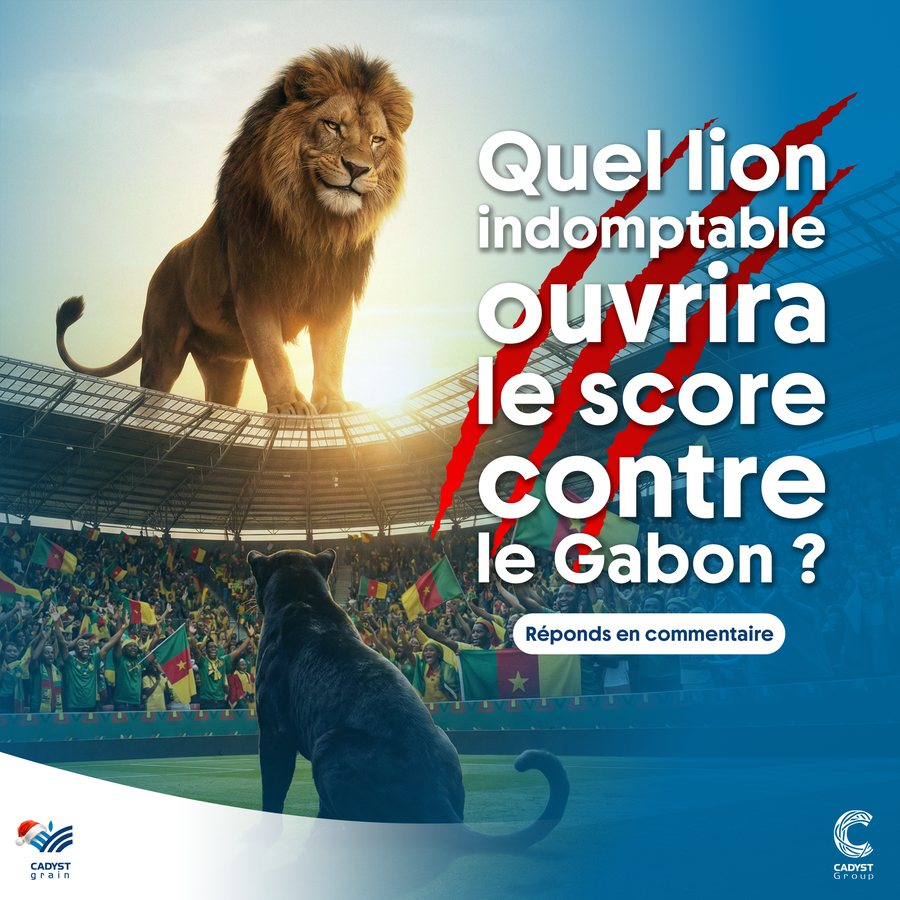 Quel lion
indomptable
ouvrira
le score
contre
le Gabon ?
Réponds en commentaire
CADYST
grain
CADYST
Group